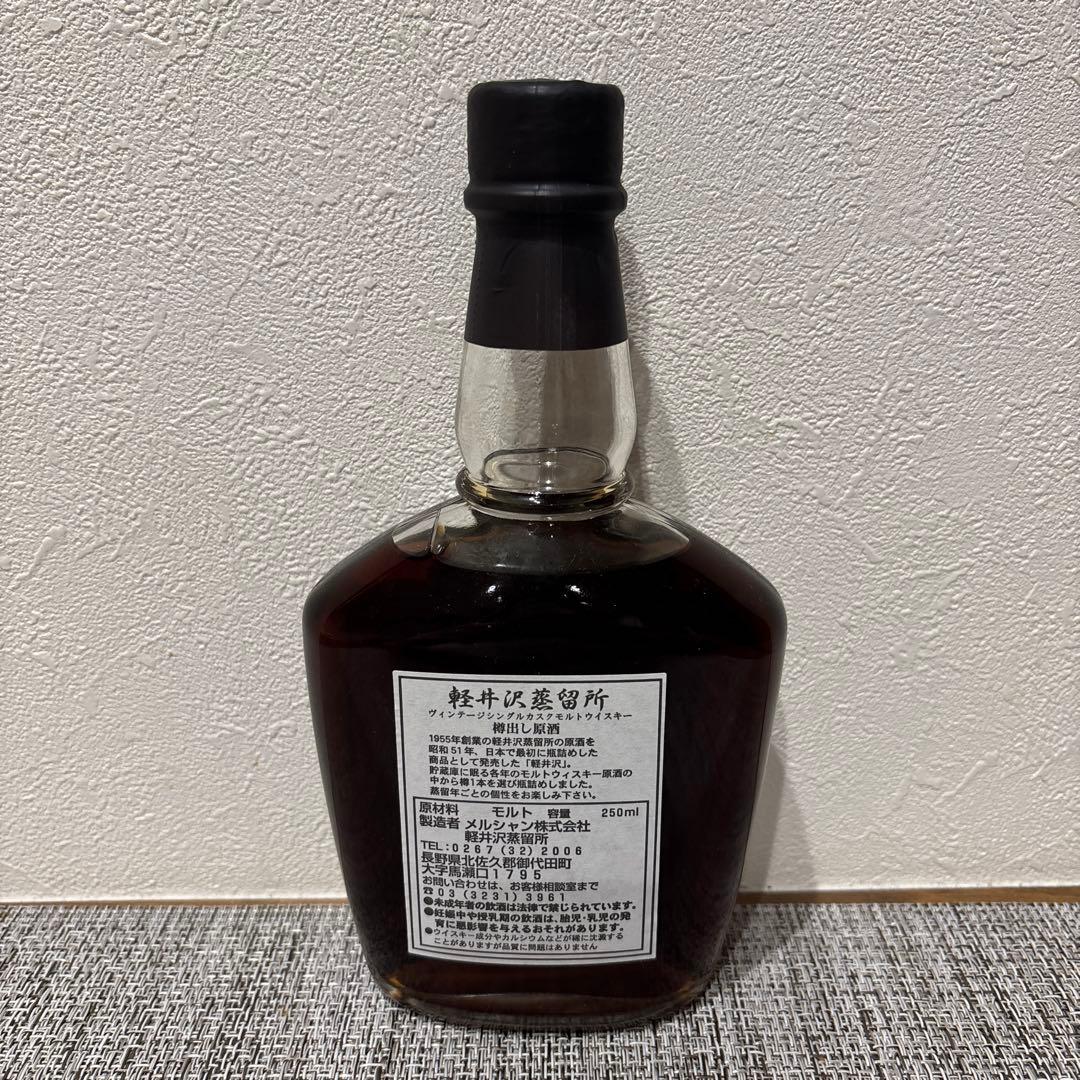 軽井沢蒸留所
ヴィンテージシングルカスクモルトウイスキー
樽出し原酒
1955年創業の軽井沢蒸留所の原酒を
昭和51年、日本で最初に瓶詰めした
商品として発売した「軽井沢」。
貯蔵庫に眠る各年のモルトウィスキー原酒の
中から樽1本を選び瓶詰めしました。
蒸留年ごとの個性をお楽しみ下さい。
原材料 モルト 容量 250ml
製造者 メルシャン株式会社
軽井沢蒸留所
TEL:0267(32)2006
長野県北佐久郡御代田町
大字馬瀬口1795
お問い合わせは、お客様相談室まで
☎03(3231)3961
●未成年者の飲酒は法律で禁じられています。
●妊娠中や授乳期の飲酒は、胎児・乳児の発
育に悪影響を与えるおそれがあります。
●ウイスキー成分やカルシウムなどが稀に沈澱する
ことがありますが品質に問題はありません